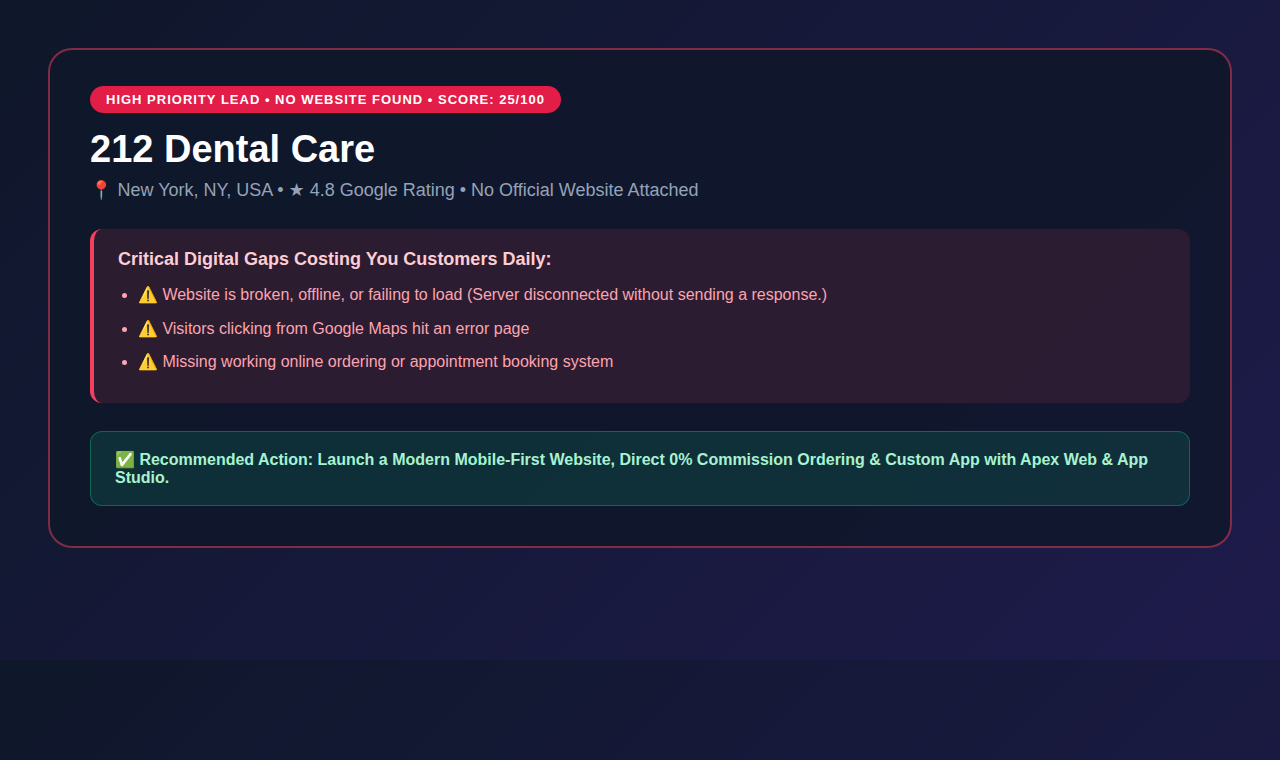 HIGH PRIORITY LEAD • NO WEBSITE FOUND • SCORE: 25/100
212 Dental Care
📍 New York, NY, USA • ★ 4.8 Google Rating • No Official Website Attached
Critical Digital Gaps Costing You Customers Daily:
• ⚠️ Website is broken, offline, or failing to load (Server disconnected without sending a response.)
• ⚠️ Visitors clicking from Google Maps hit an error page
• ⚠️ Missing working online ordering or appointment booking system
✅ Recommended Action: Launch a Modern Mobile-First Website, Direct 0% Commission Ordering & Custom App with Apex Web & App
Studio.